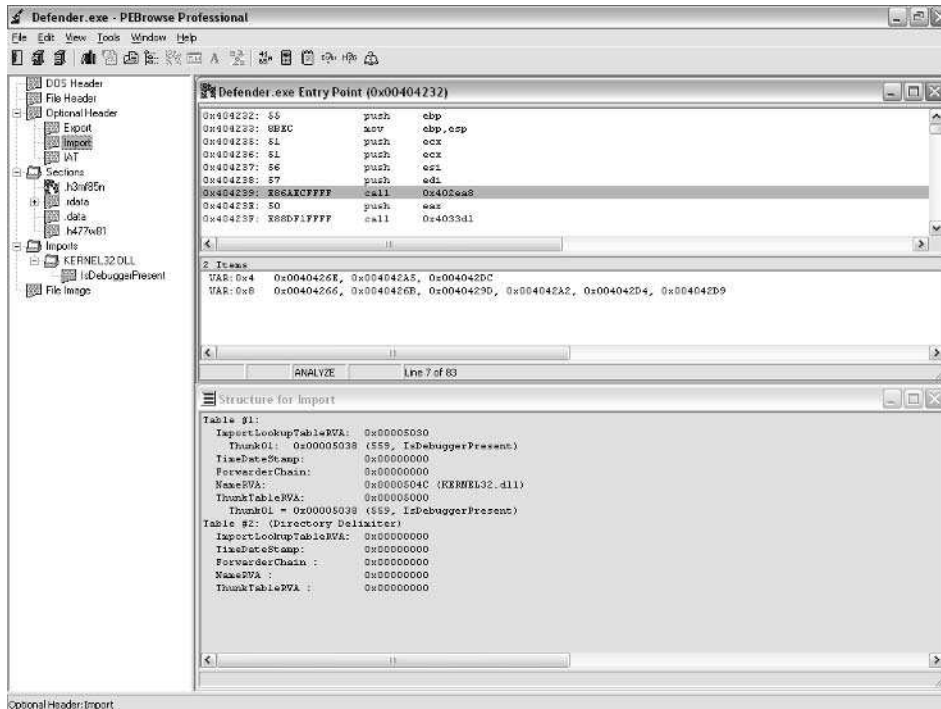 Defender.exe - PEBrowse Professional
File Edit View Tools Window Help
DOS Header
File Header
Optional Header
Export
Import
IAT
Sections
.h3mf85n
.rdata
.data
.h477w81
Imports
KERNEL32.DLL
IsDebuggerPresent
File Image
Defender.exe Entry Point (0x00404232)
0x404232: 55 push ebp
0x404233: 8BEC mov ebp,esp
0x404235: 51 push ecx
0x404236: 51 push ecx
0x404237: 56 push esi
0x404238: 57 push edi
0x404239: E86AECFFFF call 0x402ea8
0x40423E: 50 push eax
0x40423F: E88DF1FFFF call 0x4033d1
2 Items
VAR:0x4 0x0040426E, 0x004042A5, 0x004042DC
VAR:0x8 0x00404266, 0x0040426B, 0x0040429D, 0x004042A2, 0x004042D4, 0x004042D9
ANALYZE Line 7 of 83
Structure for Import
Table #1:
ImportLookupTableRVA: 0x00005030
Thunk01: 0x00005038 (559, IsDebuggerPresent)
TimeDateStamp: 0x00000000
ForwarderChain: 0x00000000
NameRVA: 0x0000504C (KERNEL32.dll)
ThunkTableRVA: 0x00005000
Thunk01 = 0x00005038 (559, IsDebuggerPresent)
Table #2: (Directory Delimiter)
ImportLookupTableRVA: 0x00000000
TimeDateStamp: 0x00000000
ForwarderChain : 0x00000000
NameRVA : 0x00000000
ThunkTableRVA : 0x00000000
Optional Header:Import